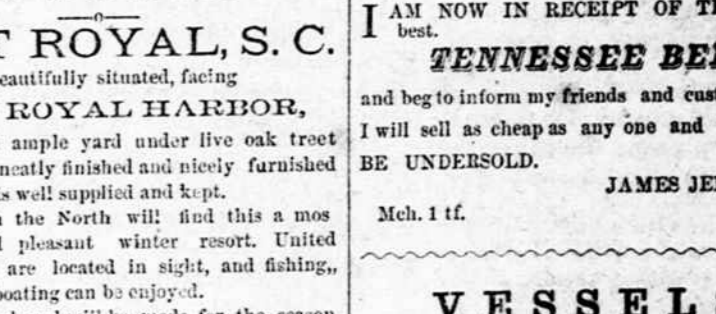 ROYAL, S. C.
eautifully situated, facing
ROYAL HARBOR,
ample yard under live oak treet
neatly finished and nicely furnished
s well supplied and kept.
the North will find this a mos
pleasant winter resort. United
are located in sight, and fishing,,
boating can be enjoyed.
I AM NOW IN RECEIPT OF
best.
TENNESSEE
and beg to inform my friends and cus
I will sell as cheap as any one and
BE UNDERSOLD.
JAMES JE
Mch. 1 tf.
VESSEL